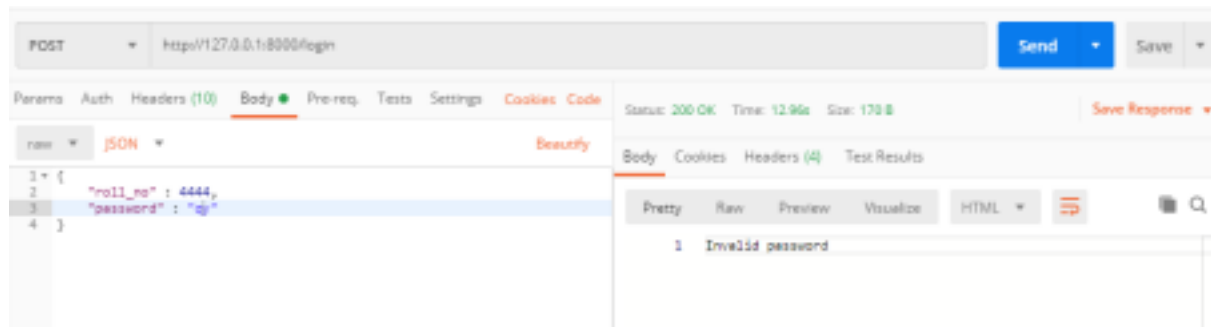 POST http://127.0.0.1:8000/login Send Save
Params Auth Headers (10) Body Pre-req. Tests Settings Cookies Code
Status: 200 OK Time: 12.96s Size: 170 B Save Response
raw JSON Beautify
Body Cookies Headers (4) Test Results
1 {
2 "roll_no" : 4444,
3 "password" :
4 }
Pretty Raw Preview Visualize HTML
1 Invalid password